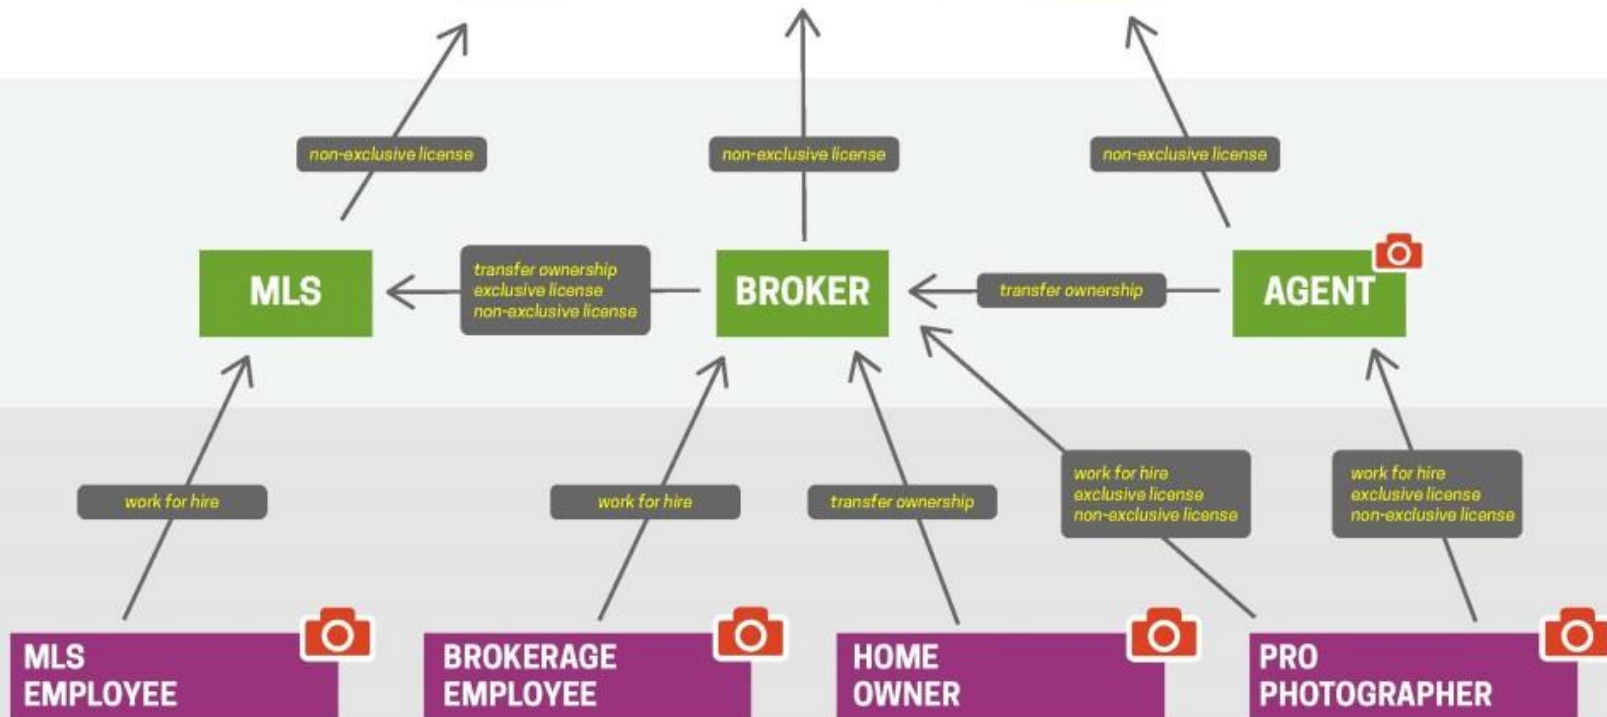 non-exclusive license
non-exclusive license
non-exclusive license
MLS
transfer ownership
exclusive license
non-exclusive license
BROKER
transfer ownership
AGENT
work for hire
work for hire
transfer ownership
work for hire
exclusive license
non-exclusive license
work for hire
exclusive license
non-exclusive license
MLS
EMPLOYEE
BROKERAGE
EMPLOYEE
HOME
OWNER
PRO
PHOTOGRAPHER